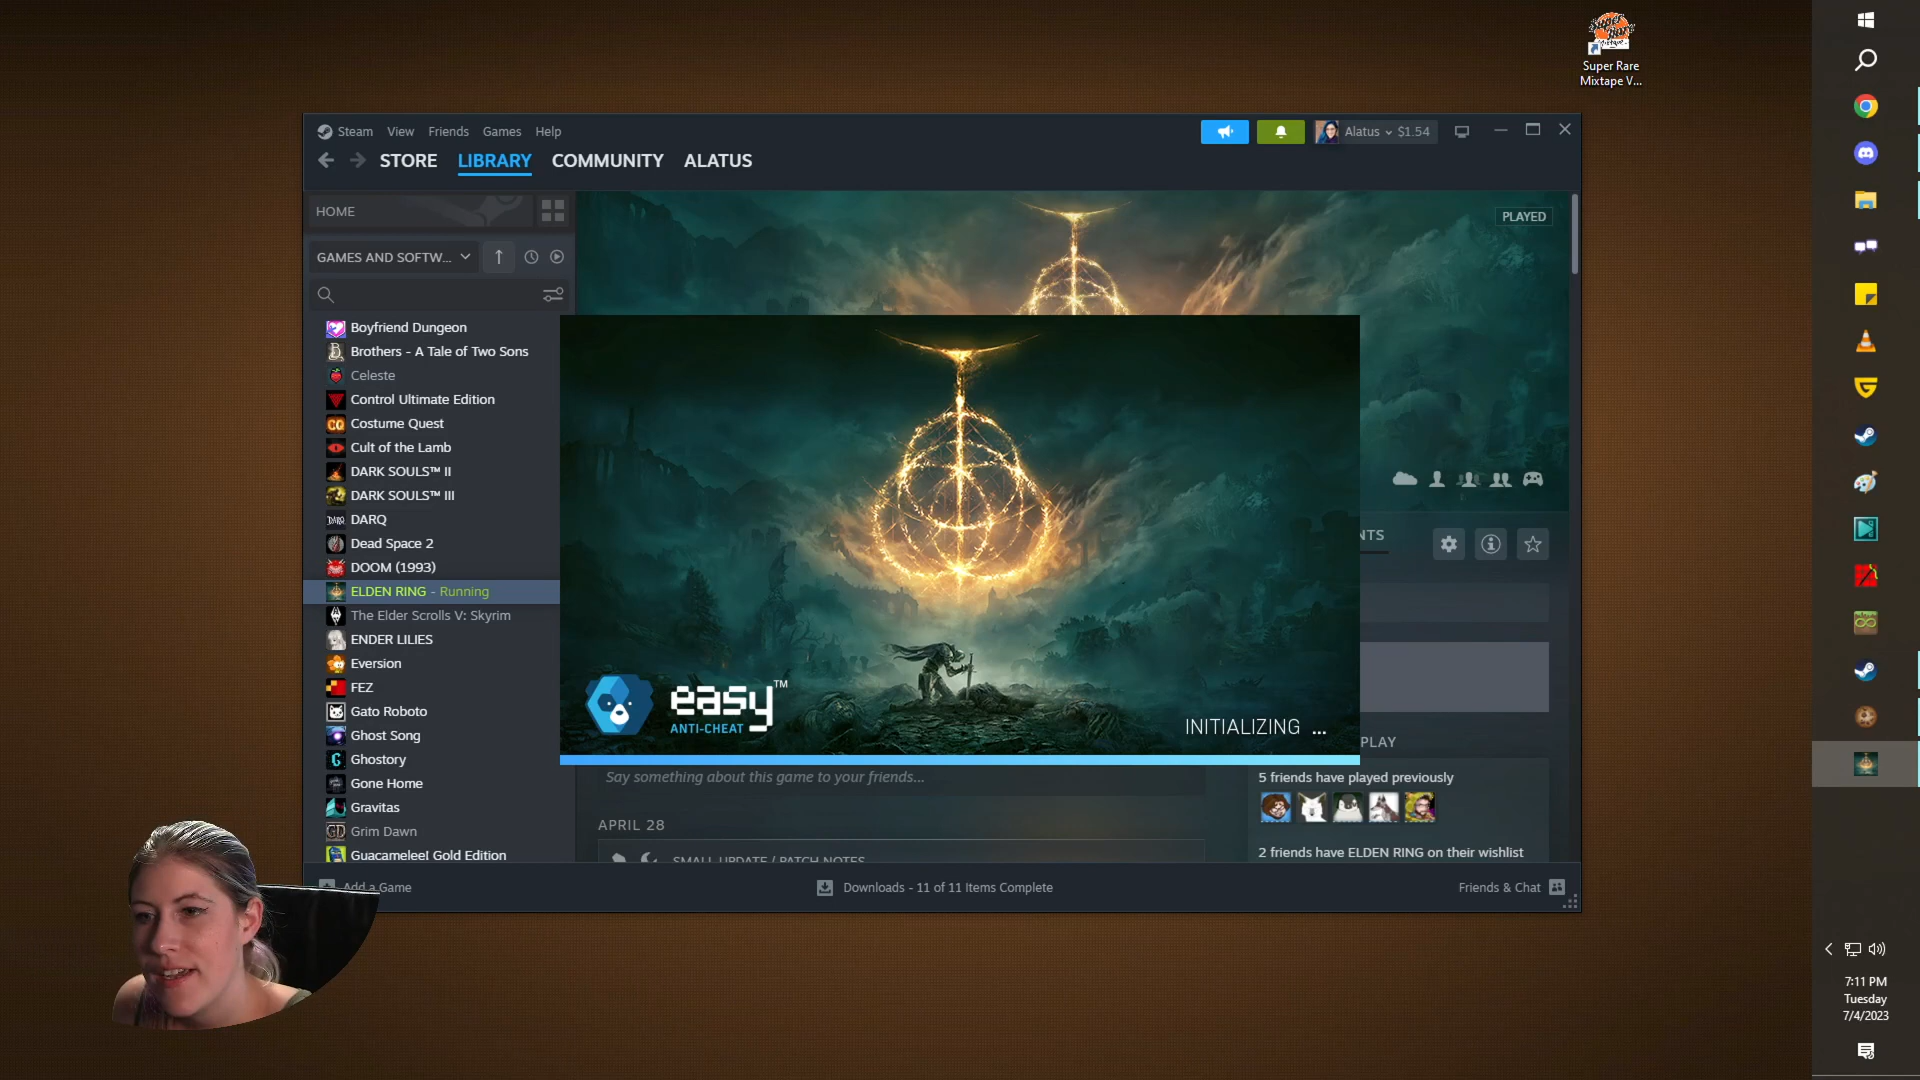 Super Rare
Mixtape V...
Steam View Friends Games Help
Alatus $1.54
STORE LIBRARY COMMUNITY ALATUS
HOME
PLAYED
GAMES AND SOFTW...
Boyfriend Dungeon
Brothers - A Tale of Two Sons
Celeste
Control Ultimate Edition
Costume Quest
Cult of the Lamb
DARK SOULS™ II
DARK SOULS™ III
DARQ
Dead Space 2
DOOM (1993)
ELDEN RING - Running
The Elder Scrolls V: Skyrim
ENDER LILIES
Eversion
FEZ
Gato Roboto
Ghost Song
Ghostory
Gone Home
Gravitas
Grim Dawn
Guacamelee! Gold Edition
Add a Game
easy™
ANTI-CHEAT
INITIALIZING ...
NTS
PLAY
Say something about this game to your friends...
5 friends have played previously
APRIL 28
SMALL UPDATE / PATCH NOTES
2 friends have ELDEN RING on their wishlist
Downloads - 11 of 11 Items Complete
Friends & Chat
7:11 PM
Tuesday
7/4/2023